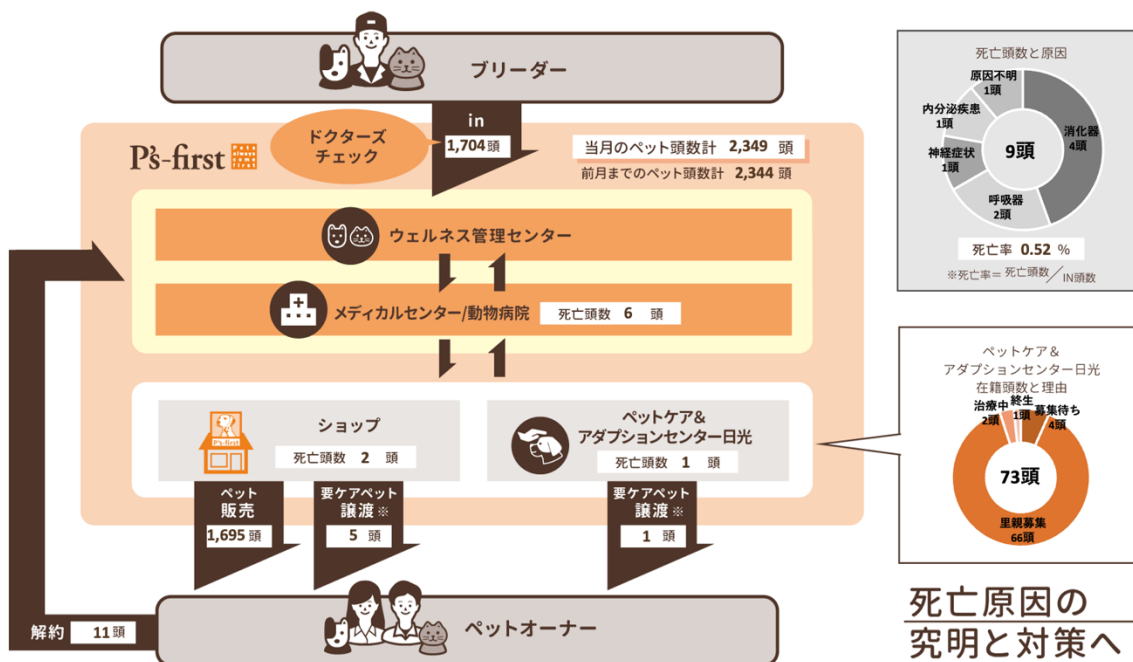 ブリーダー
in
1,704頭
ドクターズ
チェック
P's-first
当月のペット頭数計 2,349 頭
前月までのペット頭数計 2,344 頭
ウェルネス管理センター
メディカルセンター/動物病院
死亡頭数 6 頭
ショップ
P's-first
死亡頭数 2 頭
ペットケア&
アダプションセンター日光
死亡頭数 1 頭
ペット
販売
1,695 頭
要ケアペット
譲渡※
5 頭
要ケアペット
譲渡※
1 頭
解約 11頭
ペットオーナー
死亡頭数と原因
原因不明
1頭
内分泌疾患
1頭
神経症状
1頭
呼吸器
2頭
消化器
4頭
9頭
死亡率 0.52 %
※死亡率=死亡頭数/IN頭数
ペットケア&
アダプションセンター日光
在籍頭数と理由
治療中
2頭
終生
1頭
募集待ち
4頭
73頭
里親募集
66頭
死亡原因の
究明と対策へ